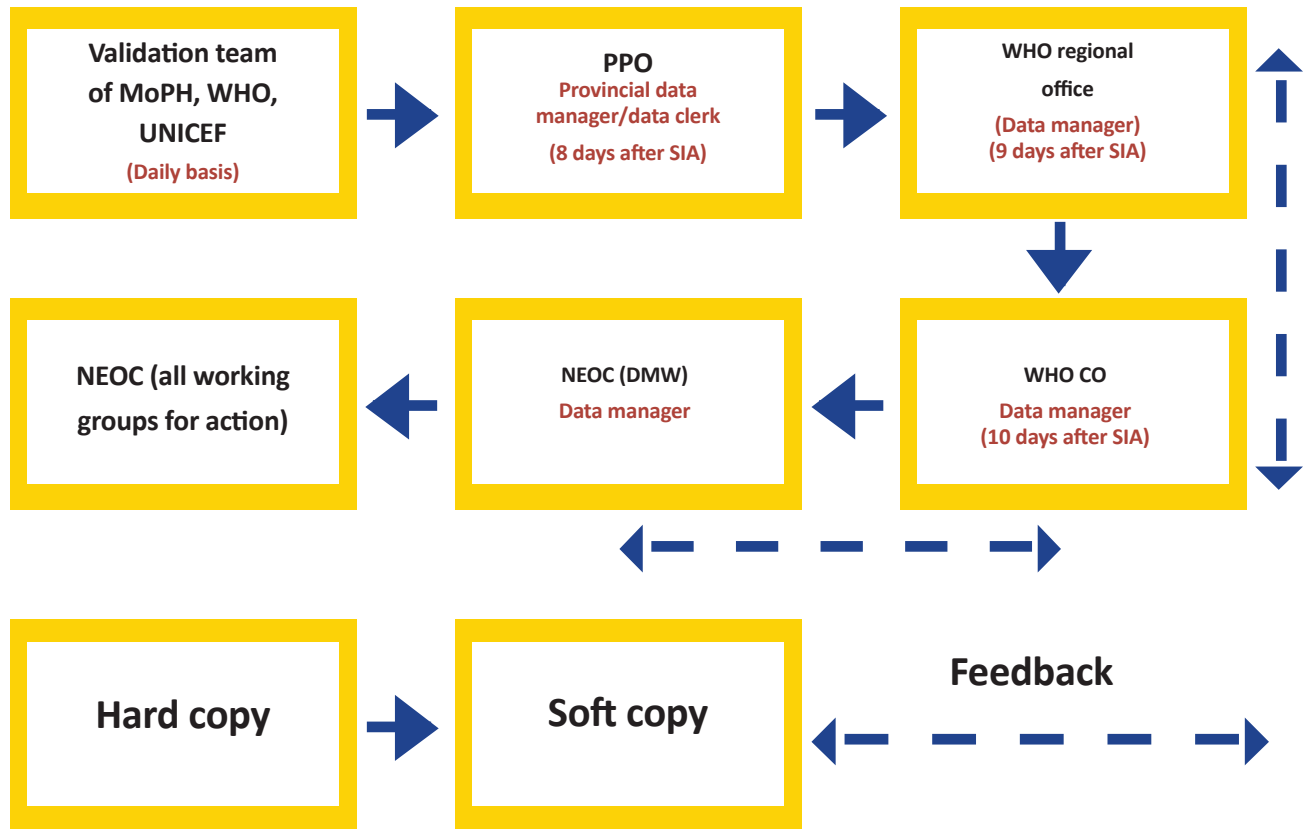 Validation team
of MoPH, WHO,
UNICEF
(Daily basis)
PPO
Provincial data
manager/data clerk
(8 days after SIA)
WHO regional
office
(Data manager)
(9 days after SIA)
NEOC (all working
groups for action)
NEOC (DMW)
Data manager
WHO CO
Data manager
(10 days after SIA)
Hard copy
Soft copy
Feedback